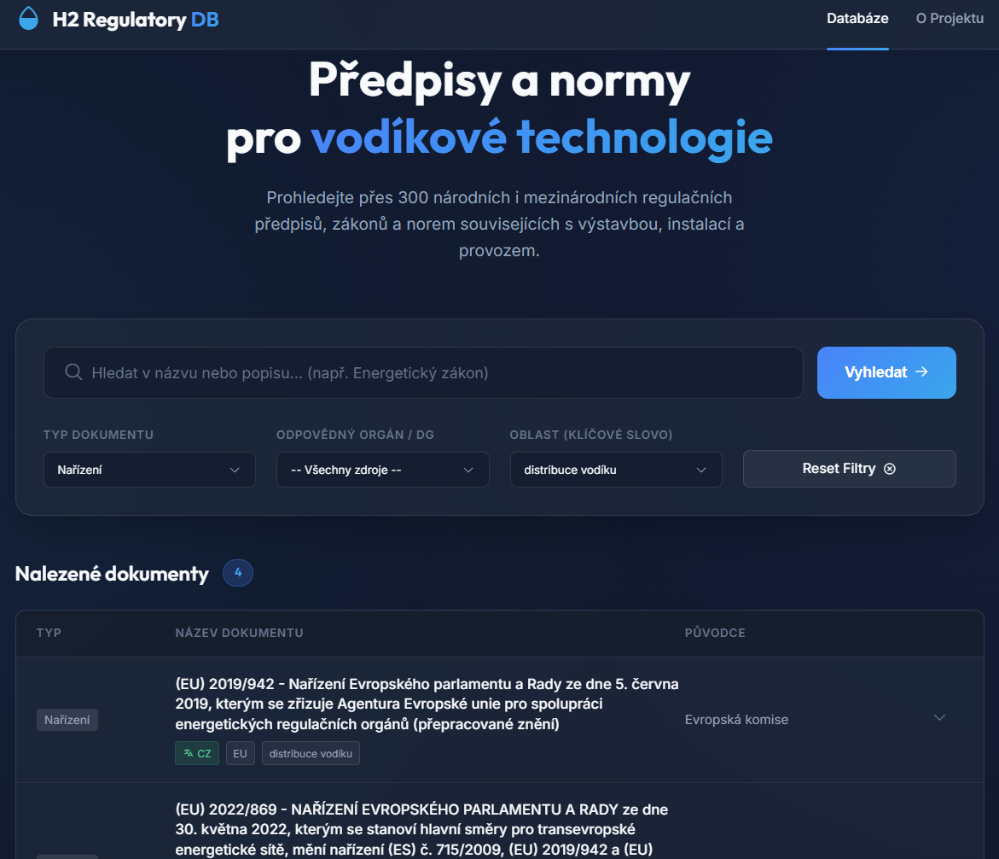 H2 Regulatory DB
Databáze
O Projektu
Předpisy a normy
pro vodíkové technologie
Prohledejte přes 300 národních i mezinárodních regulačních
předpisů, zákonů a norem souvisejících s výstavbou, instalací a
provozem.
Hledat v názvu nebo popisu... (např. Energetický zákon)
Vyhledat
TYP DOKUMENTU
ODPOVĚDNÝ ORGÁN / DG
OBLAST (KLÍČOVÉ SLOVO)
Nařízení
-- Všechny zdroje --
distribuce vodíku
Reset Filtry
Nalezené dokumenty
4
TYP
NÁZEV DOKUMENTU
PŮVODCE
(EU) 2019/942 - Nařízení Evropského parlamentu a Rady ze dne 5. června
2019, kterým se zřizuje Agentura Evropské unie pro spolupráci
energetických regulačních orgánů (přepracované znění)
Nařízení
Evropská komise
CZ
EU
distribuce vodíku
(EU) 2022/869 - NAŘÍZENÍ EVROPSKÉHO PARLAMENTU A RADY ze dne
30. května 2022, kterým se stanoví hlavní směry pro transevropské
energetické sítě, mění nařízení (ES) č. 715/2009, (EU) 2019/942 a (EU)